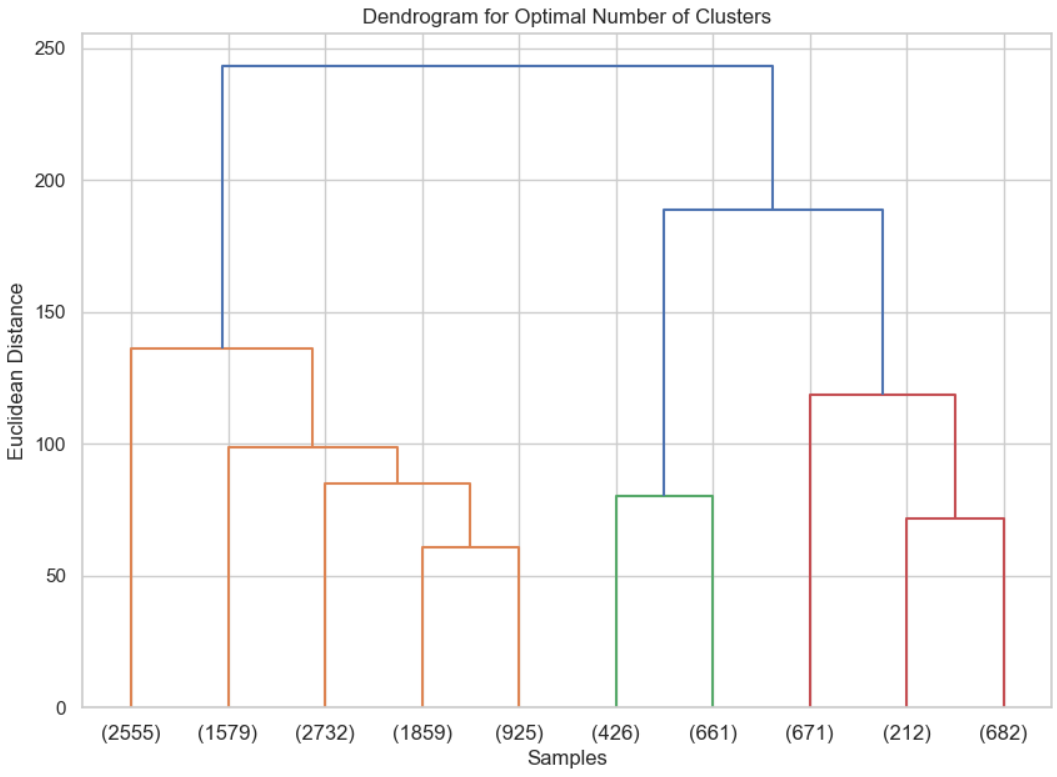 Dendrogram for Optimal Number of Clusters
250
200
150
100
50
0
Euclidean Distance
(2555) (1579) (2732) (1859) (925) (426) (661) (671) (212) (682)
Samples